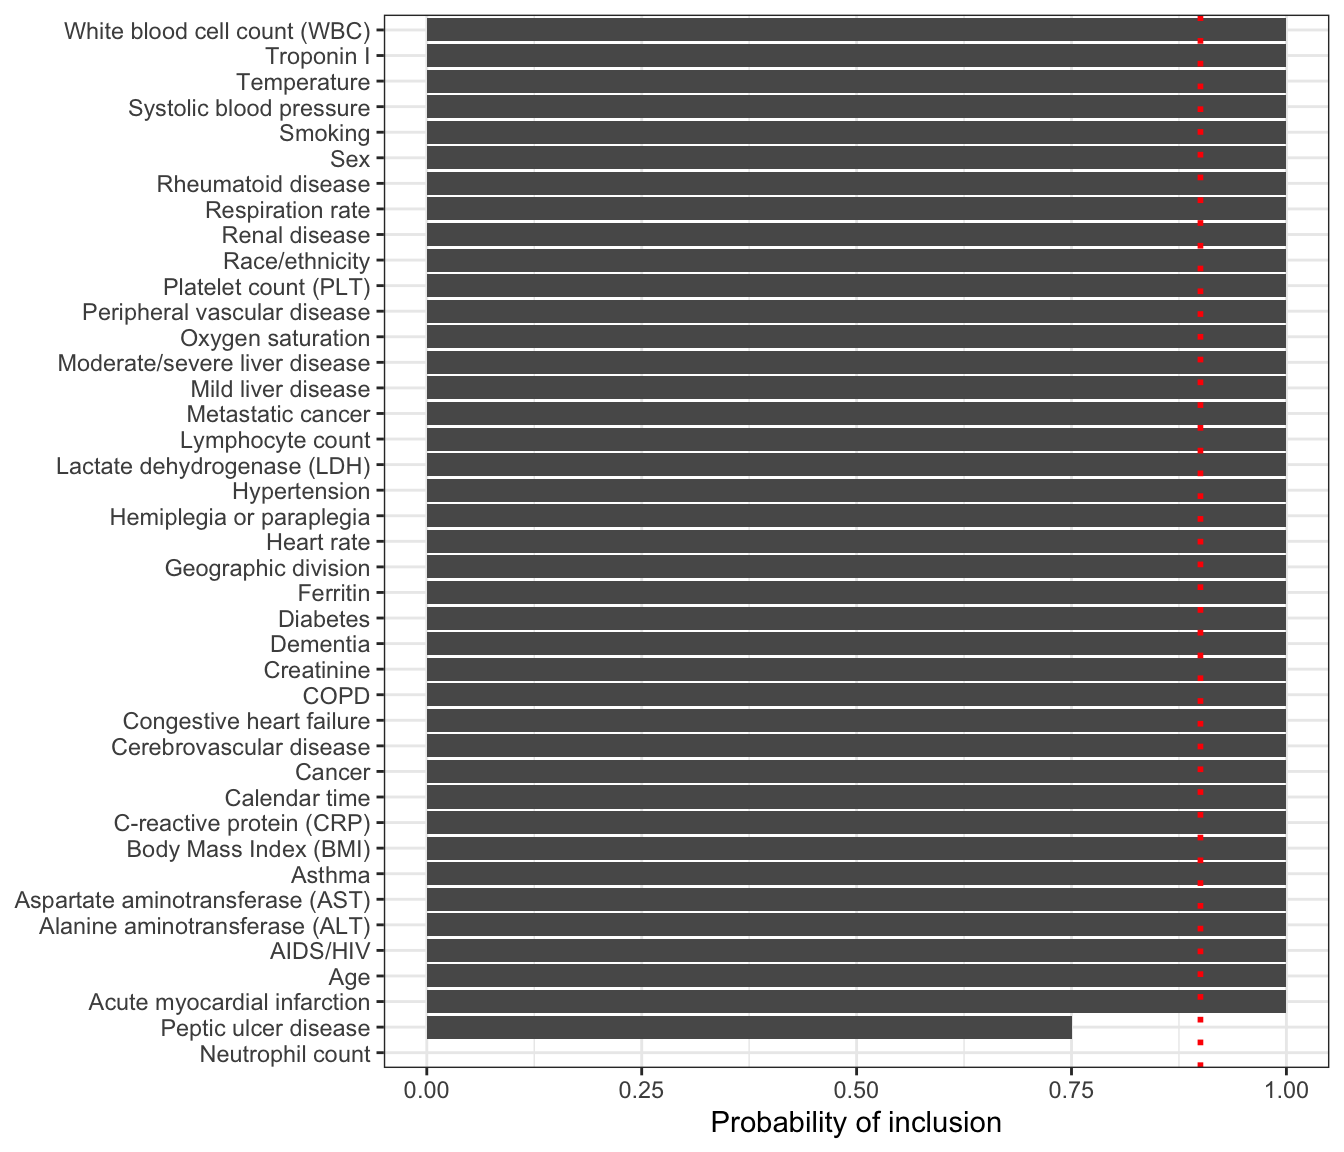 White blood cell count (WBC)
Troponin I
Temperature
Systolic blood pressure
Smoking
Sex
Rheumatoid disease
Respiration rate
Renal disease
Race/ethnicity
Platelet count (PLT)
Peripheral vascular disease
Oxygen saturation
Moderate/severe liver disease
Mild liver disease
Metastatic cancer
Lymphocyte count
Lactate dehydrogenase (LDH)
Hypertension
Hemiplegia or paraplegia
Heart rate
Geographic division
Ferritin
Diabetes
Dementia
Creatinine
COPD
Congestive heart failure
Cerebrovascular disease
Cancer
Calendar time
C-reactive protein (CRP)
Body Mass Index (BMI)
Asthma
Aspartate aminotransferase (AST)
Alanine aminotransferase (ALT)
AIDS/HIV
Age
Acute myocardial infarction
Peptic ulcer disease
Neutrophil count
0.00 0.25 0.50 0.75 1.00
Probability of inclusion